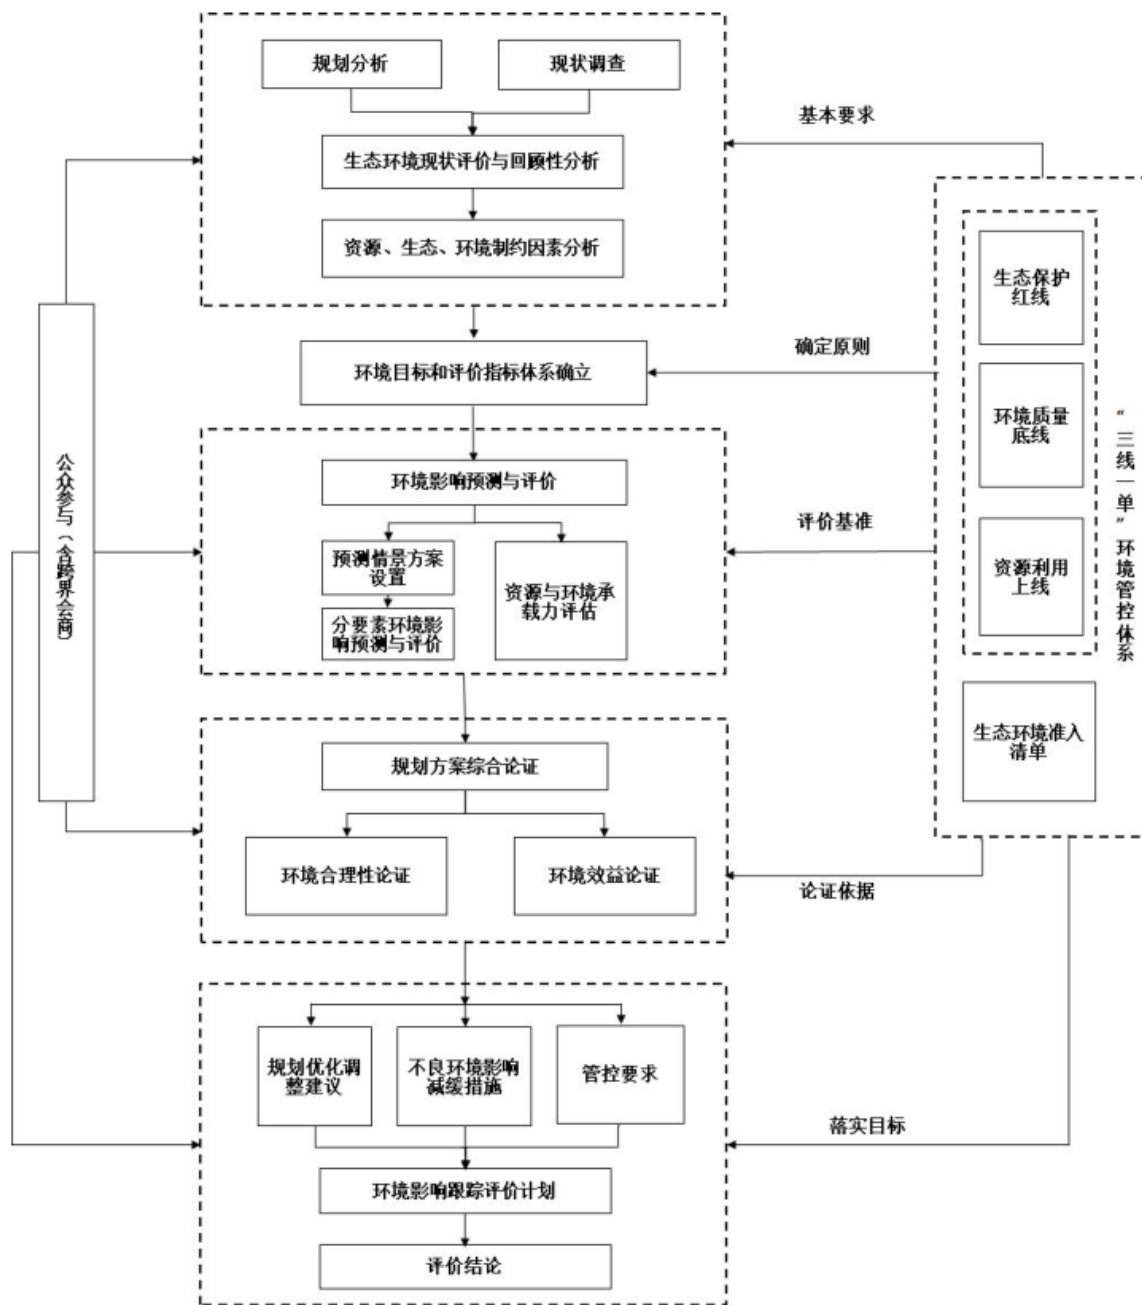 规划分析
现状调查
生态环境现状评价与回顾性分析
资源、生态、环境制约因素分析
基本要求
环境目标和评价指标体系确立
确定原则
生态保护
红线
环境质量
底线
资源利用
上线
生态环境准入
清单
“三线一单”环境管控体系
公众参与（含跨界会商）
环境影响预测与评价
预测情景方案
设置
分要素环境影
响预测与评价
资源与环境承
载力评估
评价基准
规划方案综合论证
环境合理性论证
环境效益论证
论证依据
规划优化调
整建议
不良环境影响
减缓措施
管控要求
落实目标
环境影响跟踪评价计划
评价结论